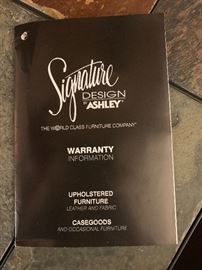 Signature
DESIGN
BY ASHLEY®
THE WORLD CLASS FURNITURE COMPANY™
WARRANTY
INFORMATION
UPHOLSTERED
FURNITURE
LEATHER AND FABRIC
CASEGOODS
AND OCCASIONAL FURNITURE